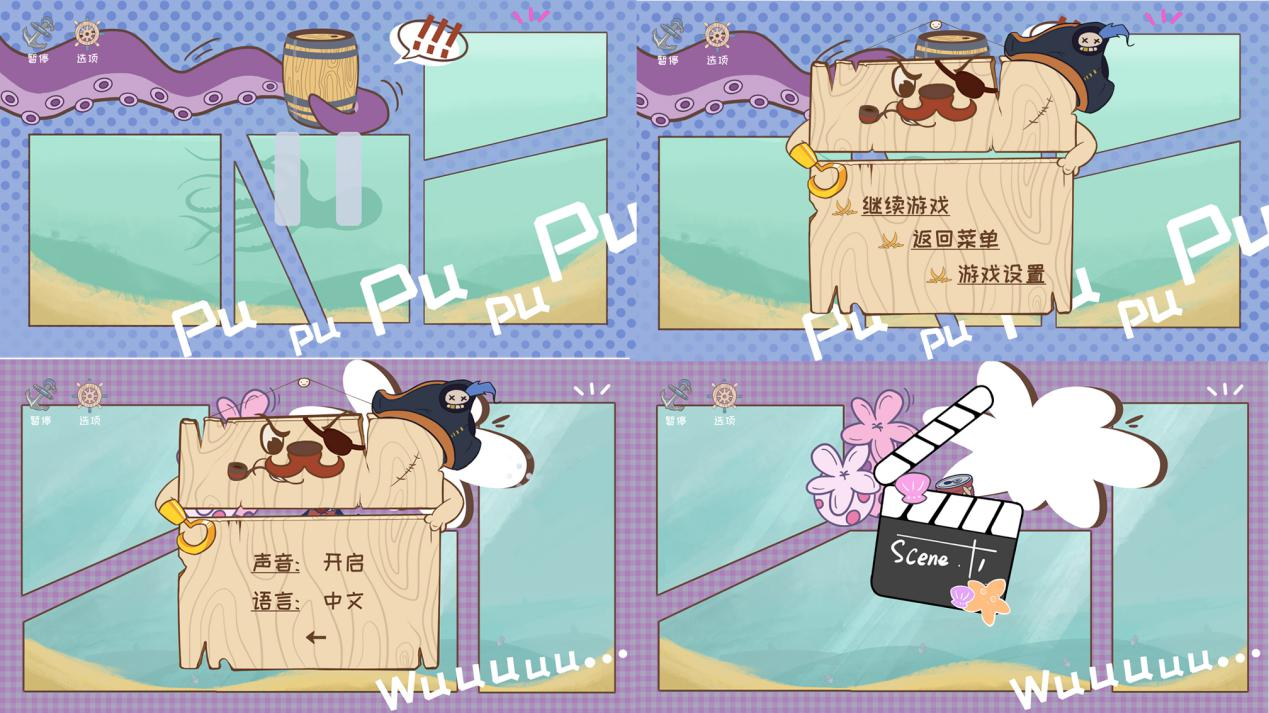 暂停 选项
!!!
Pu pu Pu pu Pu
暂停 选项
继续游戏
返回菜单
游戏设置
Pu pu Pu
暂停 选项
声音: 开启
语言: 中文
←
Wuuuuu...
暂停 选项
Scene. 1
Wuuuuu...